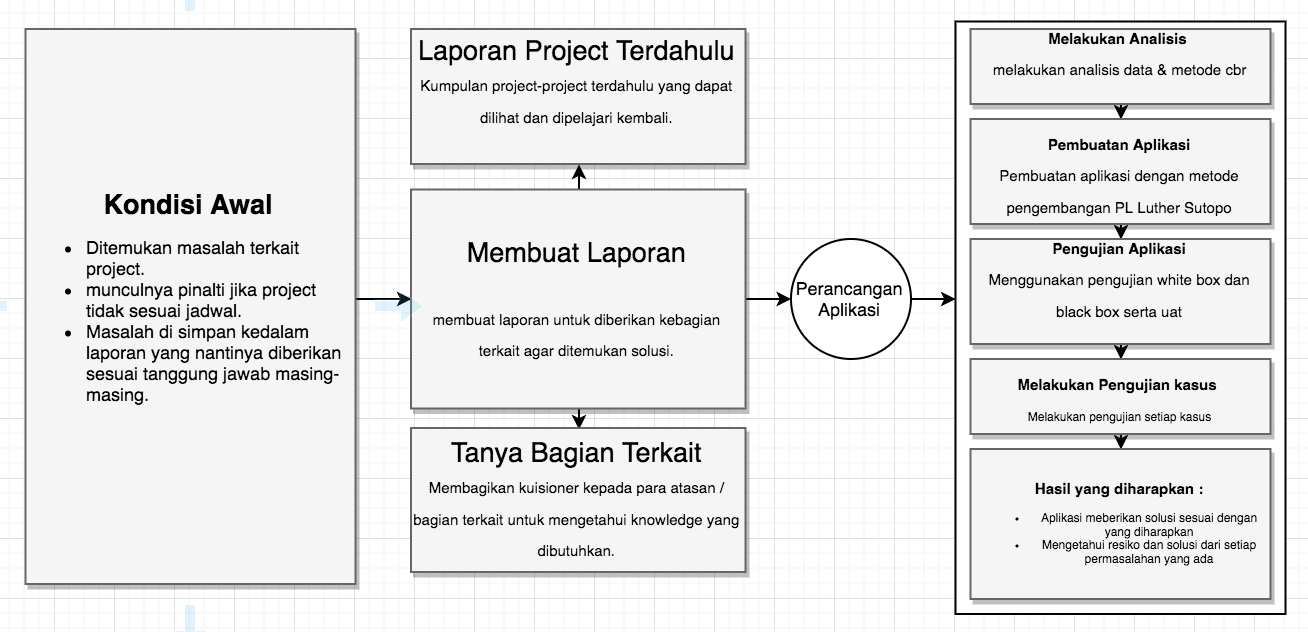 Kondisi Awal
Ditemukan masalah terkait
project.
munculnya pinalti jika project
tidak sesuai jadwal.
Masalah di simpan kedalam
laporan yang nantinya diberikan
sesuai tanggung jawab masing-
masing.
Laporan Project Terdahulu
Kumpulan project-project terdahulu yang dapat
dilihat dan dipelajari kembali.
Membuat Laporan
membuat laporan untuk diberikan kebagian
terkait agar ditemukan solusi.
Tanya Bagian Terkait
Membagikan kuisioner kepada para atasan /
bagian terkait untuk mengetahui knowledge yang
dibutuhkan.
Perancangan
Aplikasi
Melakukan Analisis
melakukan analisis data & metode cbr
Pembuatan Aplikasi
Pembuatan aplikasi dengan metode
pengembangan PL Luther Sutopo
Pengujian Aplikasi
Menggunakan pengujian white box dan
black box serta uat
Melakukan Pengujian kasus
Melakukan pengujian setiap kasus
Hasil yang diharapkan :
Aplikasi meberikan solusi sesuai dengan
yang diharapkan
Mengetahui resiko dan solusi dari setiap
permasalahan yang ada